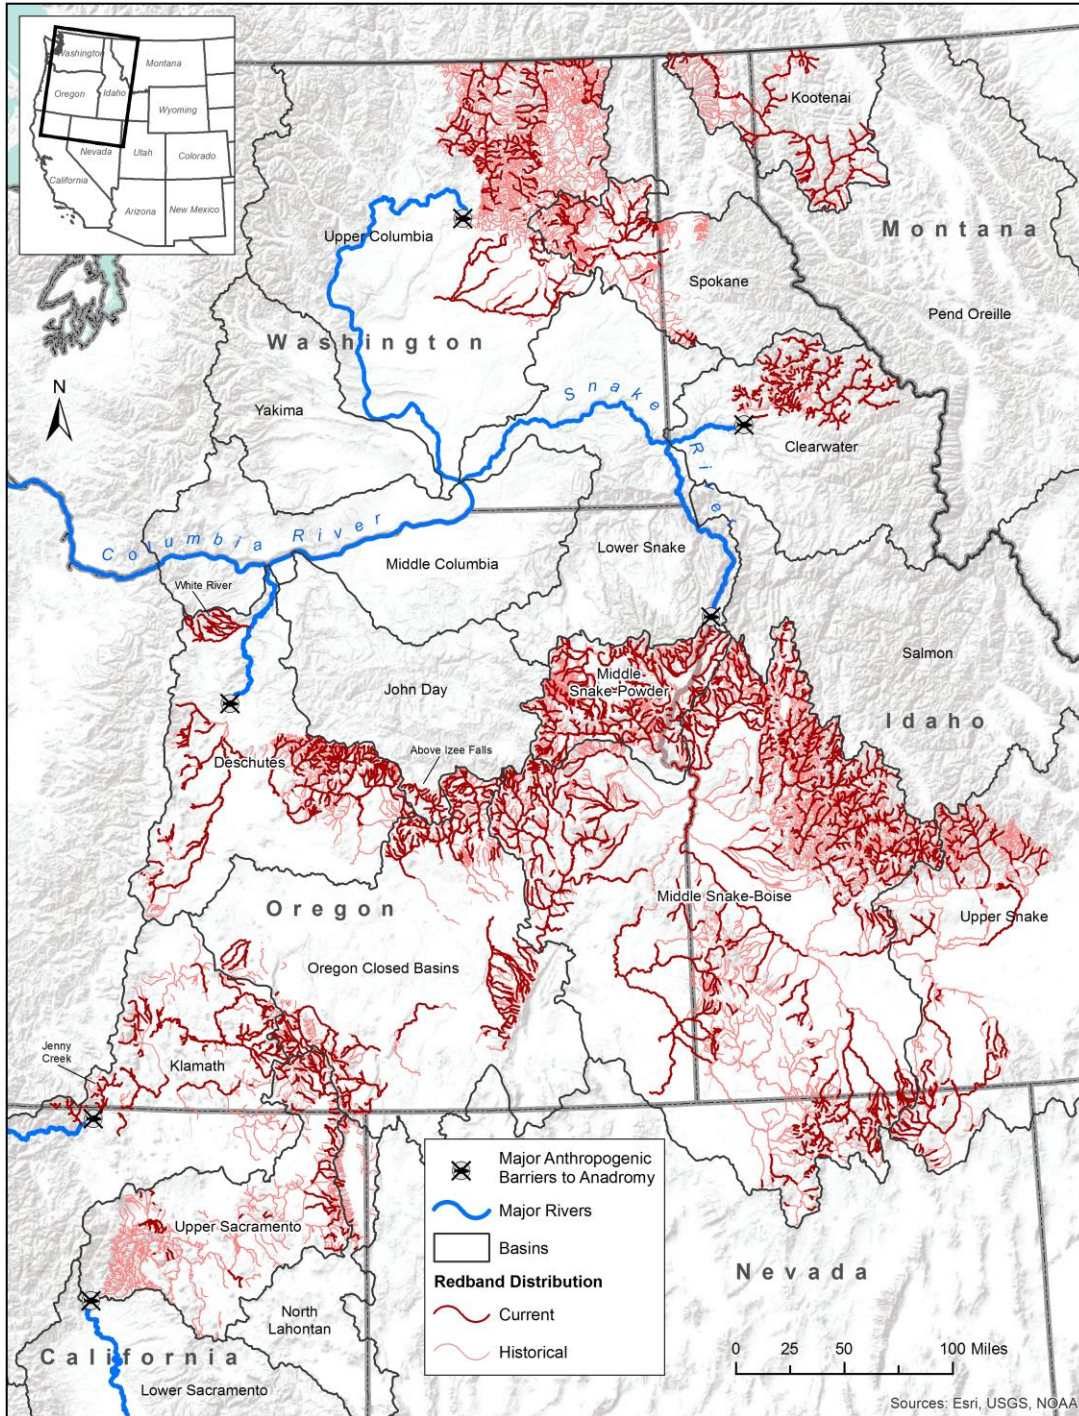 Washington
Montana
Oregon
Idaho
Wyoming
Nevada
Utah
Colorado
California
Arizona
New Mexico
Kootenai
Upper Columbia
Montana
Spokane
Pend Oreille
Washington
N
Snake
River
Yakima
Clearwater
Columbia River
Lower Snake
Middle Columbia
White River
Middle
Snake-Powder
Salmon
John Day
Idaho
Above Izee Falls
Deschutes
Middle Snake-Boise
Oregon
Upper Snake
Oregon Closed Basins
Jenny
Creek
Klamath
Upper Sacramento
Nevada
North
Lahontan
California
Lower Sacramento
Major Anthropogenic
Barriers to Anadromy
Major Rivers
Basins
Redband Distribution
Current
Historical
0 25 50 100 Miles
Sources: Esri, USGS, NOAA